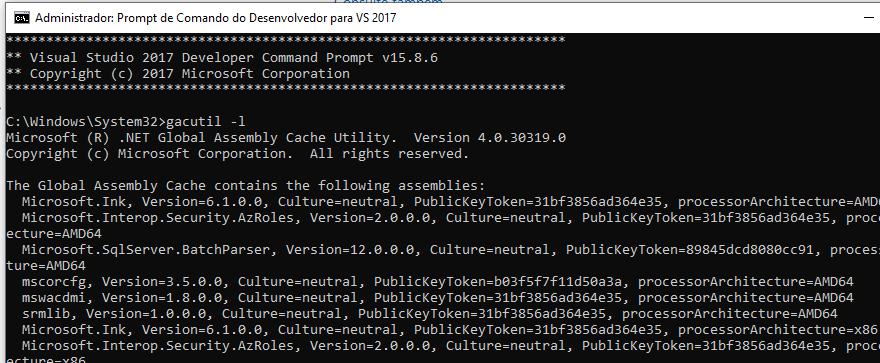 Consulte também
Administrador: Prompt de Comando do Desenvolvedor para VS 2017
**********************************************************************
** Visual Studio 2017 Developer Command Prompt v15.8.6
** Copyright (c) 2017 Microsoft Corporation
**********************************************************************
C:\Windows\System32>gacutil -l
Microsoft (R) .NET Global Assembly Cache Utility.  Version 4.0.30319.0
Copyright (c) Microsoft Corporation.  All rights reserved.
The Global Assembly Cache contains the following assemblies:
  Microsoft.Ink, Version=6.1.0.0, Culture=neutral, PublicKeyToken=31bf3856ad364e35, processorArchitecture=AMD
  Microsoft.Interop.Security.AzRoles, Version=2.0.0.0, Culture=neutral, PublicKeyToken=31bf3856ad364e35, proc
ecture=AMD64
  Microsoft.SqlServer.BatchParser, Version=12.0.0.0, Culture=neutral, PublicKeyToken=89845dcd8080cc91, proces
ture=AMD64
  mscorcfg, Version=3.5.0.0, Culture=neutral, PublicKeyToken=b03f5f7f11d50a3a, processorArchitecture=AMD64
  mswacdmi, Version=1.8.0.0, Culture=neutral, PublicKeyToken=31bf3856ad364e35, processorArchitecture=AMD64
  srmlib, Version=1.0.0.0, Culture=neutral, PublicKeyToken=31bf3856ad364e35, processorArchitecture=AMD64
  Microsoft.Ink, Version=6.1.0.0, Culture=neutral, PublicKeyToken=31bf3856ad364e35, processorArchitecture=x86
  Microsoft.Interop.Security.AzRoles, Version=2.0.0.0, Culture=neutral, PublicKeyToken=31bf3856ad364e35, proc
ecture=x86